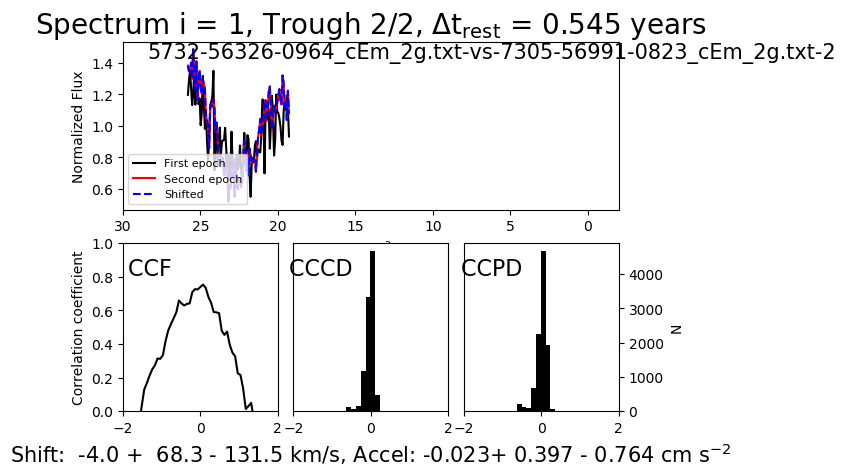 Spectrum i = 1, Trough 2/2, Δt_rest = 0.545 years
5732-56326-0964_cEm_2g.txt-vs-7305-56991-0823_cEm_2g.txt-2
Normalized Flux
1.4
1.2
1.0
0.8
0.6
First epoch
Second epoch
Shifted
30 25 20 15 10 5 0
Correlation coefficient
1.0
0.8
0.6
0.4
0.2
0.0
CCF
−2 0 2
CCCD
−2 0 2
CCPD
−2 0 2
4000
3000
2000
1000
0
N
Shift:  -4.0 +  68.3 - 131.5 km/s, Accel: -0.023+ 0.397 - 0.764 cm s⁻²